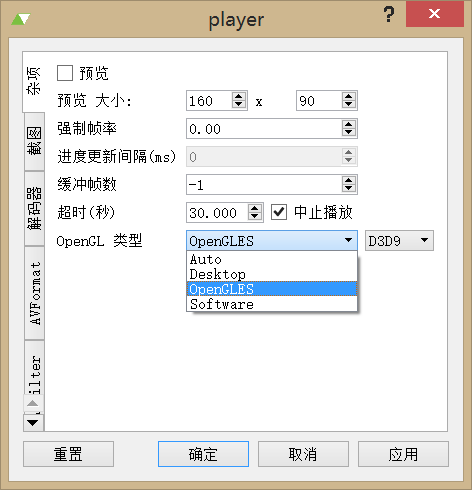 player
?
杂项
截图
解码器
AVFormat
ilter
预览
预览 大小: 160 x 90
强制帧率 0.00
进度更新间隔(ms) 0
缓冲帧数 -1
超时(秒) 30.000 中止播放
OpenGL 类型 OpenGLES D3D9
Auto
Desktop
OpenGLES
Software
重置 确定 取消 应用